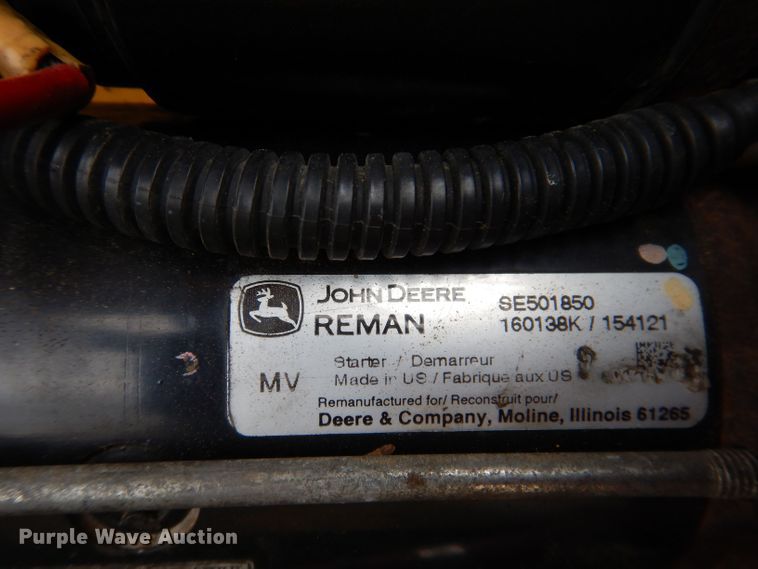 JOHN DEERE
REMAN
SE501850
160138K / 154121
MV
Starter / Demarreur
Made in US / Fabrique aux US
Remanufactured for/ Reconstruit pour/
Deere & Company, Moline, Illinois 61265
Purple Wave Auction